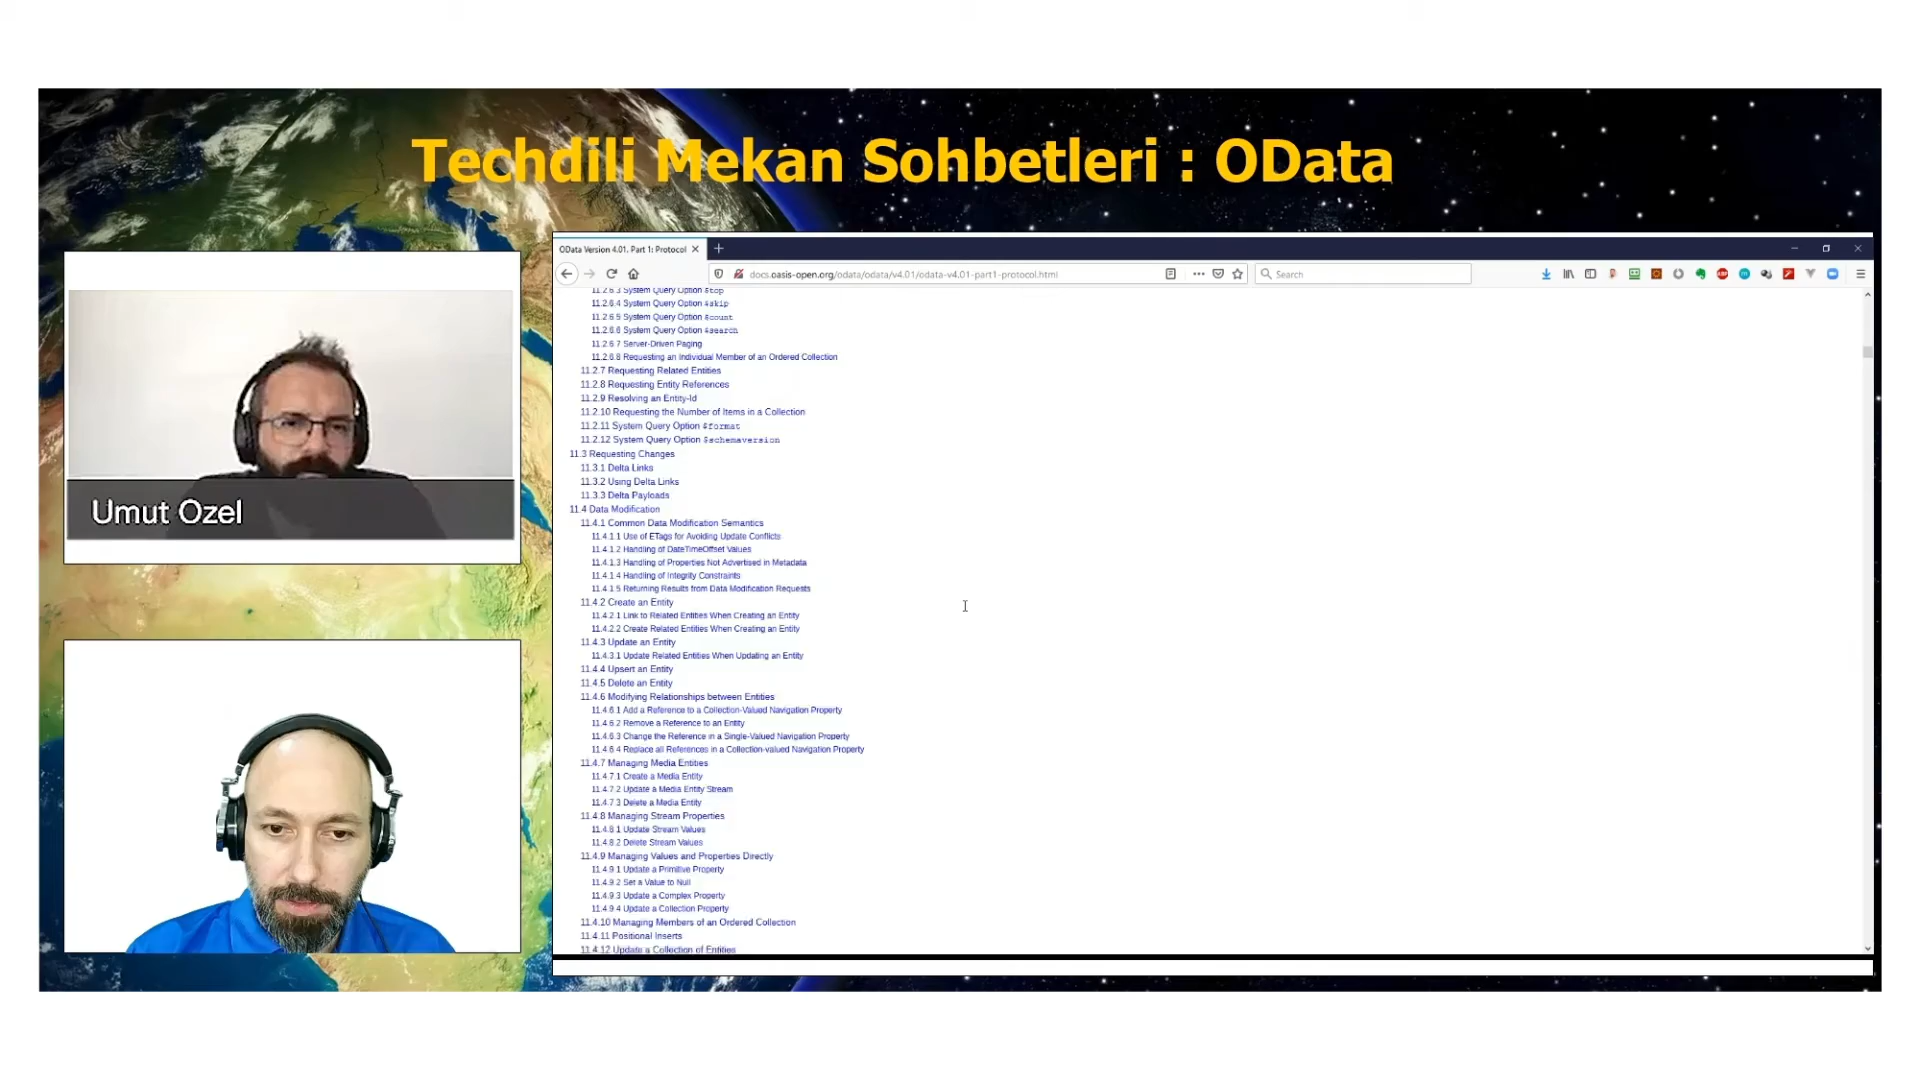 Techdili Mekan Sohbetleri : OData
OData Version 4.01. Part 1: Protocol
docs.oasis-open.org/odata/odata/v4.01/odata-v4.01-part1-protocol.html
Search
11.2.6.3 System Query Option $top
11.2.6.4 System Query Option $skip
11.2.6.5 System Query Option $count
11.2.6.6 System Query Option $search
11.2.6.7 Server-Driven Paging
11.2.6.8 Requesting an Individual Member of an Ordered Collection
11.2.7 Requesting Related Entities
11.2.8 Requesting Entity References
11.2.9 Resolving an Entity-Id
11.2.10 Requesting the Number of Items in a Collection
11.2.11 System Query Option $format
11.2.12 System Query Option $schemaversion
11.3 Requesting Changes
11.3.1 Delta Links
11.3.2 Using Delta Links
11.3.3 Delta Payloads
11.4 Data Modification
11.4.1 Common Data Modification Semantics
11.4.1.1 Use of ETags for Avoiding Update Conflicts
11.4.1.2 Handling of DateTimeOffset Values
11.4.1.3 Handling of Properties Not Advertised in Metadata
11.4.1.4 Handling of Integrity Constraints
11.4.1.5 Returning Results from Data Modification Requests
11.4.2 Create an Entity
11.4.2.1 Link to Related Entities When Creating an Entity
11.4.2.2 Create Related Entities When Creating an Entity
11.4.3 Update an Entity
11.4.3.1 Update Related Entities When Updating an Entity
11.4.4 Upsert an Entity
11.4.5 Delete an Entity
11.4.6 Modifying Relationships between Entities
11.4.6.1 Add a Reference to a Collection-Valued Navigation Property
11.4.6.2 Remove a Reference to an Entity
11.4.6.3 Change the Reference in a Single-Valued Navigation Property
11.4.6.4 Replace all References in a Collection-valued Navigation Property
11.4.7 Managing Media Entities
11.4.7.1 Create a Media Entity
11.4.7.2 Update a Media Entity Stream
11.4.7.3 Delete a Media Entity
11.4.8 Managing Stream Properties
11.4.8.1 Update Stream Values
11.4.8.2 Delete Stream Values
11.4.9 Managing Values and Properties Directly
11.4.9.1 Update a Primitive Property
11.4.9.2 Set a Value to Null
11.4.9.3 Update a Complex Property
11.4.9.4 Update a Collection Property
11.4.10 Managing Members of an Ordered Collection
11.4.11 Positional Inserts
11.4.12 Update a Collection of Entities
Umut Ozel